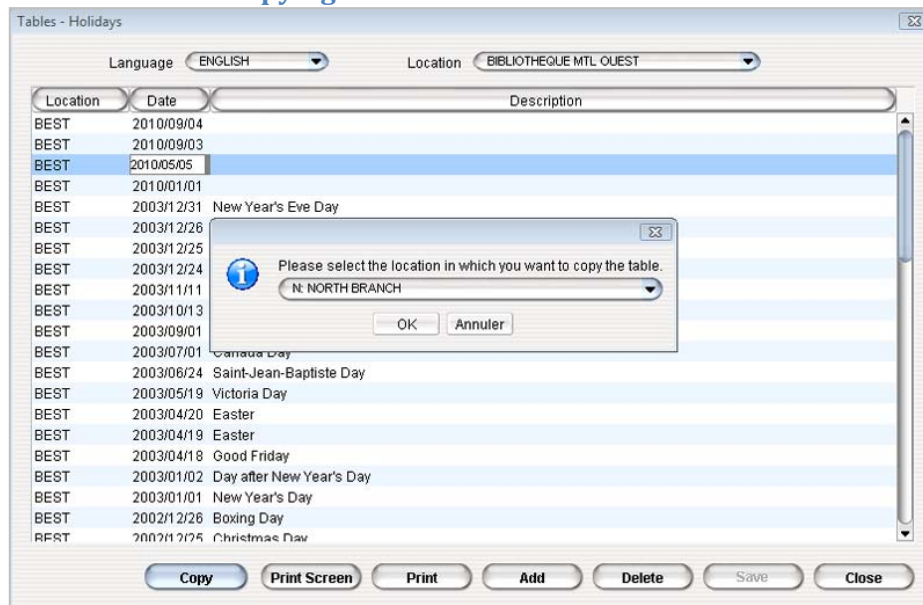 Tables - Holidays
Language ENGLISH Location BIBLIOTHEQUE MTL OUEST
Location Date Description
BEST 2010/09/04
BEST 2010/09/03
BEST 2010/05/05
BEST 2010/01/01
BEST 2003/12/31 New Year's Eve Day
BEST 2003/12/26
BEST 2003/12/25
BEST 2003/12/24
Please select the location in which you want to copy the table.
BEST 2003/11/11
N: NORTH BRANCH
BEST 2003/10/13
BEST 2003/09/01
OK Annuler
BEST 2003/07/01 Canada Day
BEST 2003/06/24 Saint-Jean-Baptiste Day
BEST 2003/05/19 Victoria Day
BEST 2003/04/20 Easter
BEST 2003/04/19 Easter
BEST 2003/04/18 Good Friday
BEST 2003/01/02 Day after New Year's Day
BEST 2003/01/01 New Year's Day
BEST 2002/12/26 Boxing Day
BEST 2002/12/25 Christmas Day
Copy Print Screen Print Add Delete Save Close